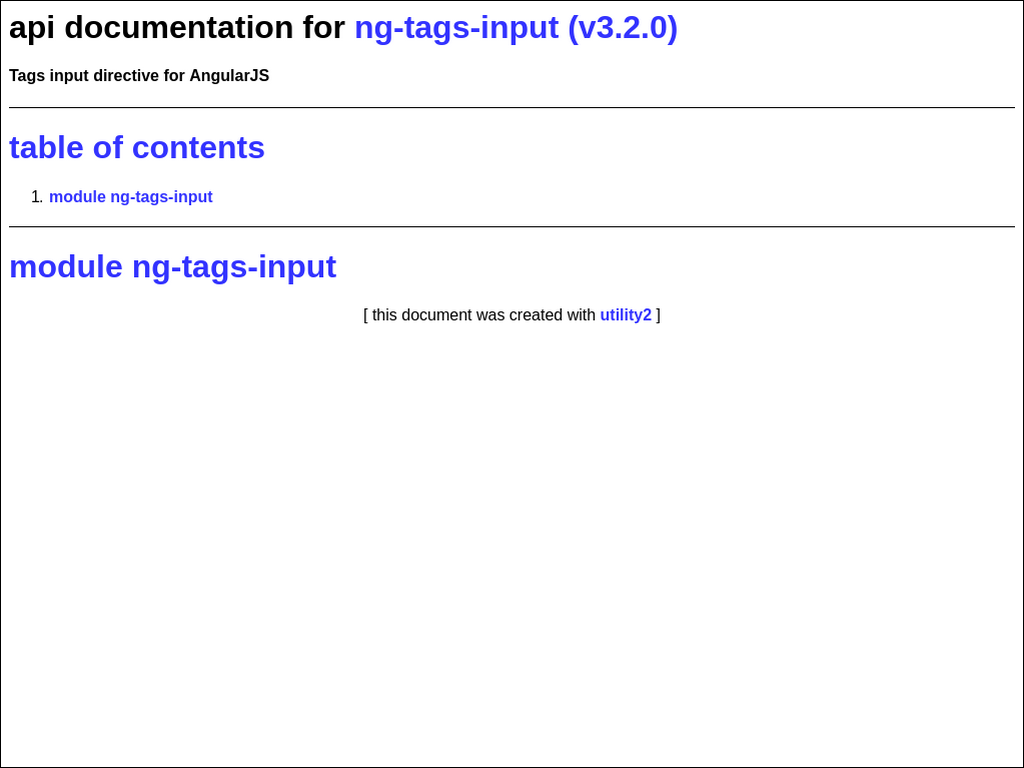 api documentation for ng-tags-input (v3.2.0)
Tags input directive for AngularJS
table of contents
1. module ng-tags-input
module ng-tags-input
[ this document was created with utility2 ]